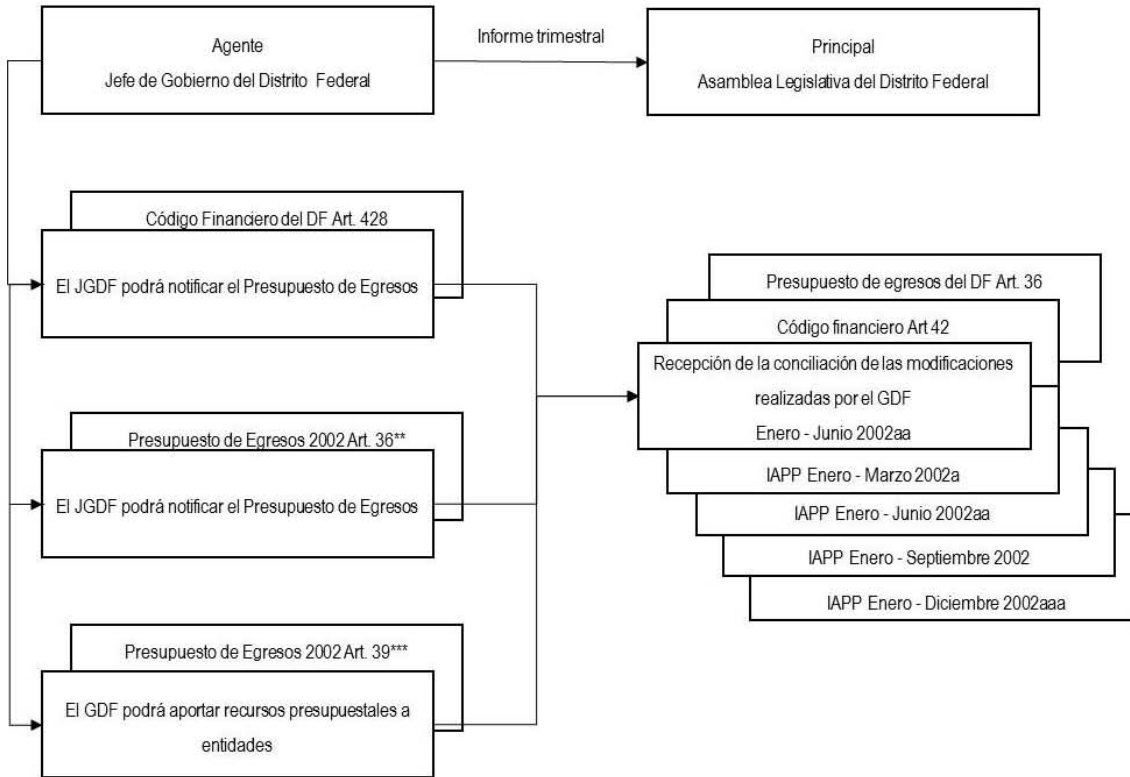 Agente
Jefe de Gobierno del Distrito Federal
Informe trimestral
Principal
Asamblea Legislativa del Distrito Federal
Código Financiero del DF Art. 428
El JGDF podrá notificar el Presupuesto de Egresos
Presupuesto de Egresos 2002 Art. 36**
El JGDF podrá notificar el Presupuesto de Egresos
Presupuesto de Egresos 2002 Art. 39***
El GDF podrá aportar recursos presupuestales a
entidades
Presupuesto de egresos del DF Art. 36
Código financiero Art 42
Recepción de la conciliación de las modificaciones
realizadas por el GDF
Enero - Junio 2002aa
IAPP Enero - Marzo 2002a
IAPP Enero - Junio 2002aa
IAPP Enero - Septiembre 2002
IAPP Enero - Diciembre 2002aaa